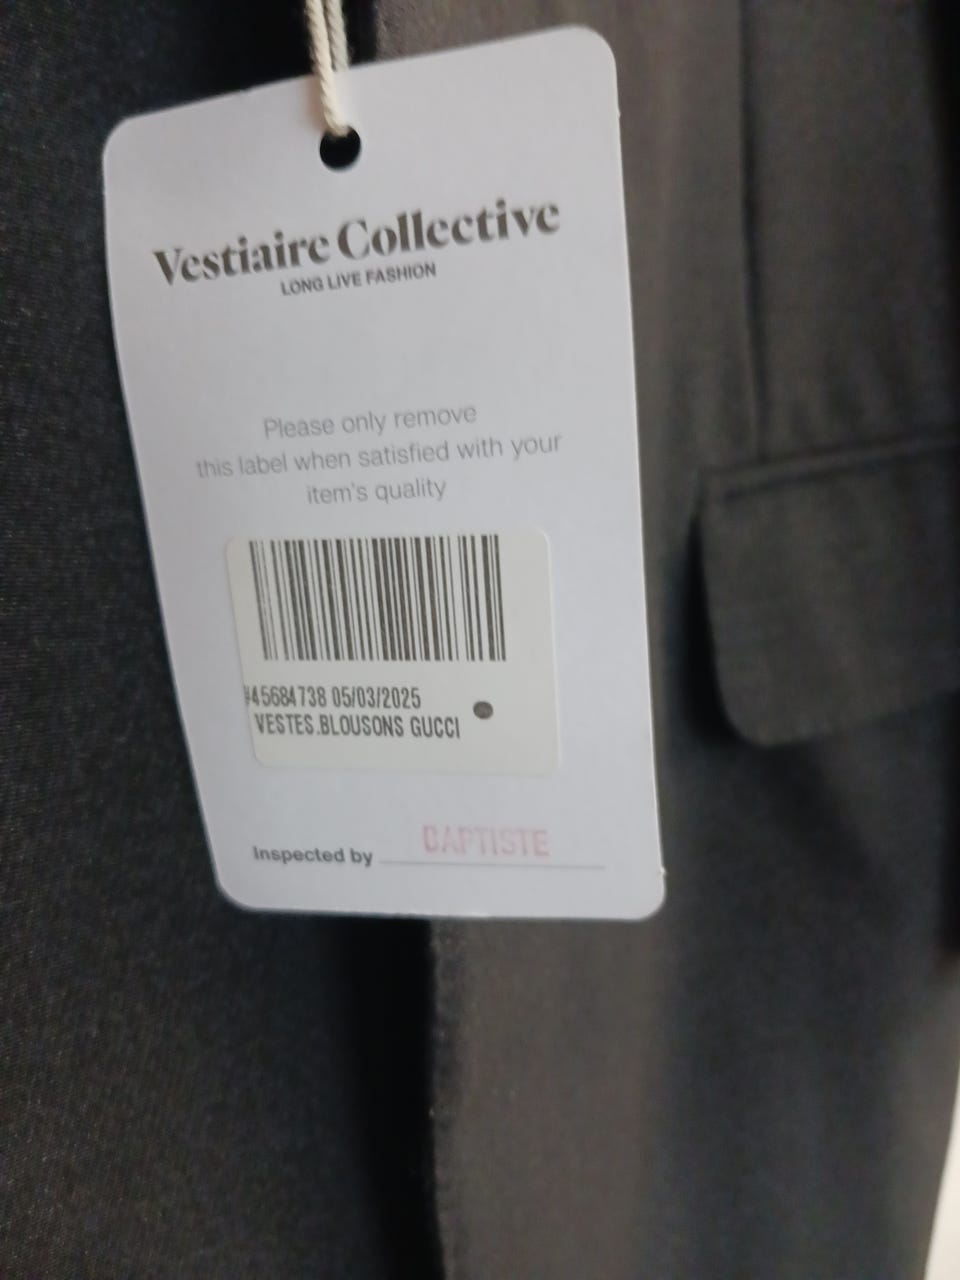 Vestiaire Collective
LONG LIVE FASHION
Please only remove
this label when satisfied with your
item's quality
#45684738 05/03/2025
VESTES.BLOUSONS GUCCI
Inspected by BAPTISTE